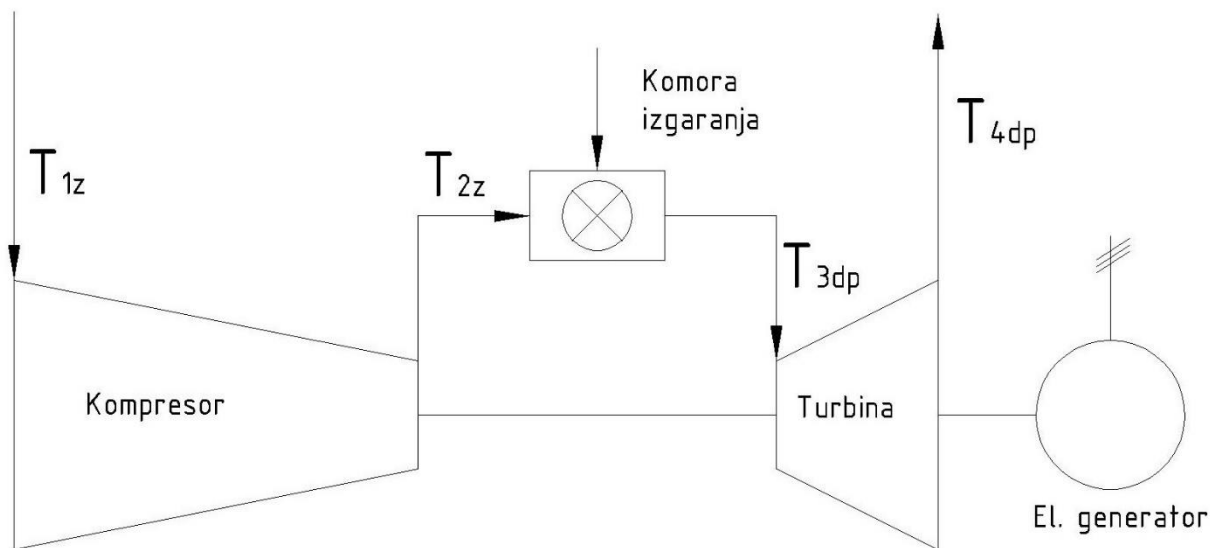 Komora
izgaranja
T1z
T2z
T3dp
T4dp
Kompresor
Turbina
El. generator